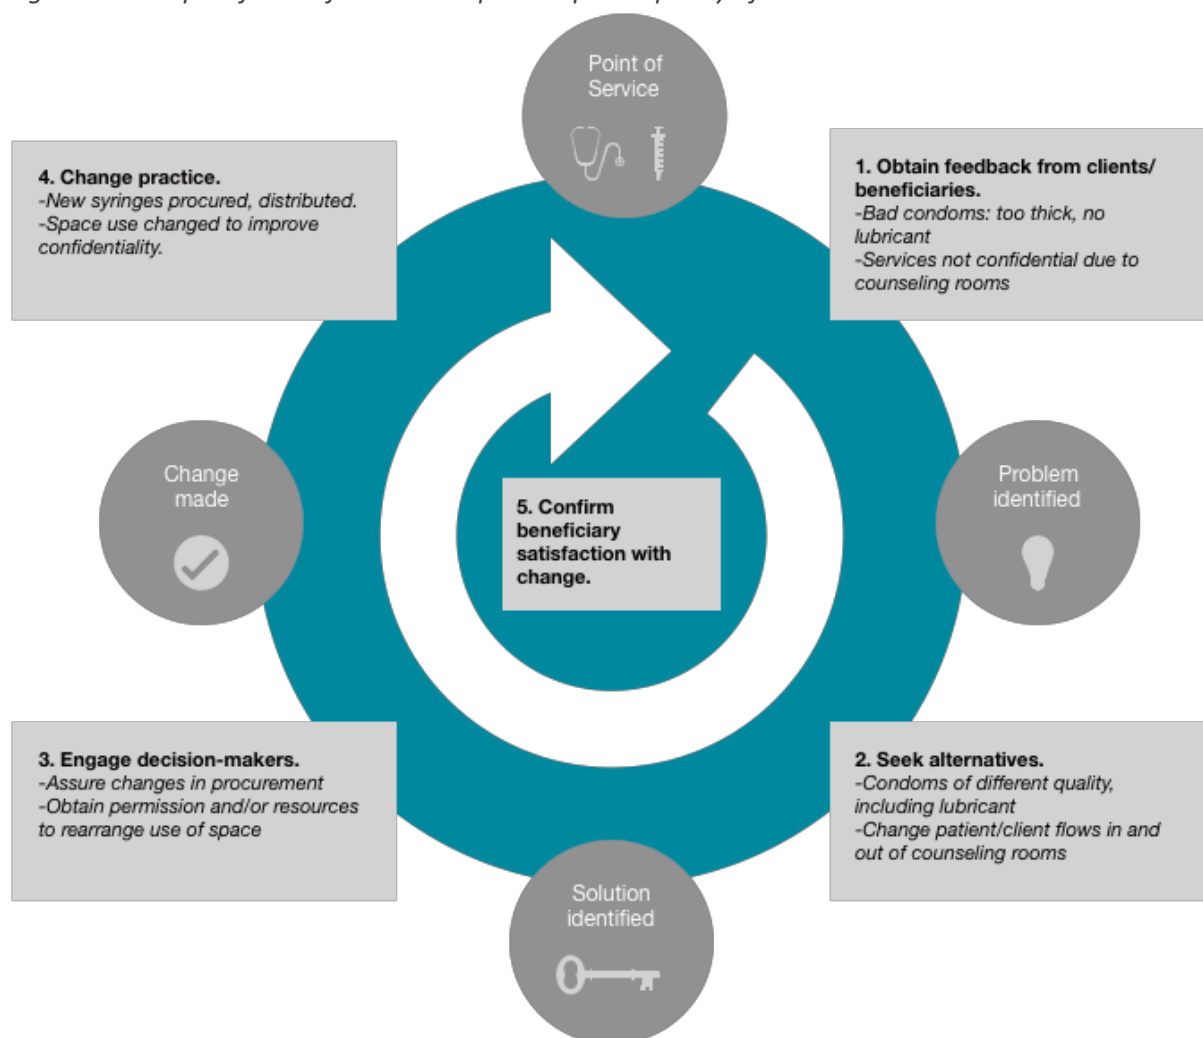 Point of
Service
1. Obtain feedback from clients/
beneficiaries.
-Bad condoms: too thick, no
lubricant
-Services not confidential due to
counseling rooms
Problem
identified
2. Seek alternatives.
-Condoms of different quality,
including lubricant
-Change patient/client flows in and
out of counseling rooms
Solution
identified
3. Engage decision-makers.
-Assure changes in procurement
-Obtain permission and/or resources
to rearrange use of space
Change
made
4. Change practice.
-New syringes procured, distributed.
-Space use changed to improve
confidentiality.
5. Confirm
beneficiary
satisfaction with
change.